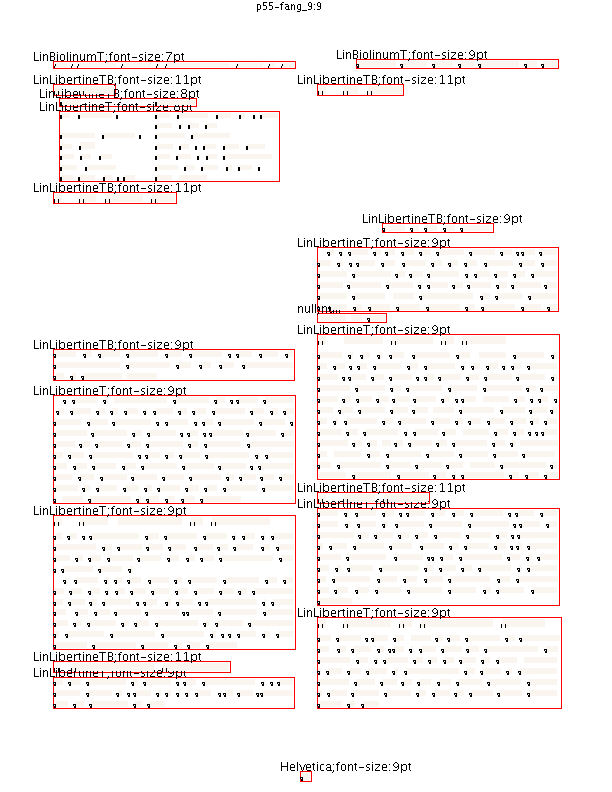 p55-fang_9:9
LinBiolinumT;font-size:7pt
LinBiolinumT;font-size:9pt
LinLibertineTB;font-size:11pt
LinLibertineTB;font-size:11pt
LinLibertineTB;font-size:8pt
LinLibertineT;font-size:8pt
LinLibertineTB;font-size:11pt
LinLibertineTB;font-size:9pt
LinLibertineT;font-size:9pt
LinLibertineT;font-size:9pt
LinLibertineTB;font-size:9pt
LinLibertineT;font-size:9pt
LinLibertineTB;font-size:11pt
LinLibertineT;font-size:9pt
LinLibertineT;font-size:9pt
LinLibertineT;font-size:9pt
LinLibertineTB;font-size:11pt
LinLibertineT;font-size:9pt
Helvetica;font-size:9pt